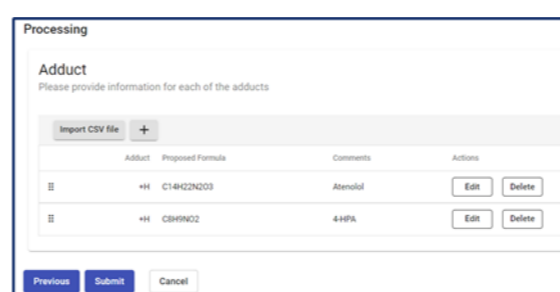 Processing
Adduct
Please provide information for each of the adducts
Import CSV file +
Adduct Proposed Formula Comments Actions
+H C14H22N2O3 Atenolol Edit Delete
+H C8H9NO2 4-HPA Edit Delete
Previous Submit Cancel